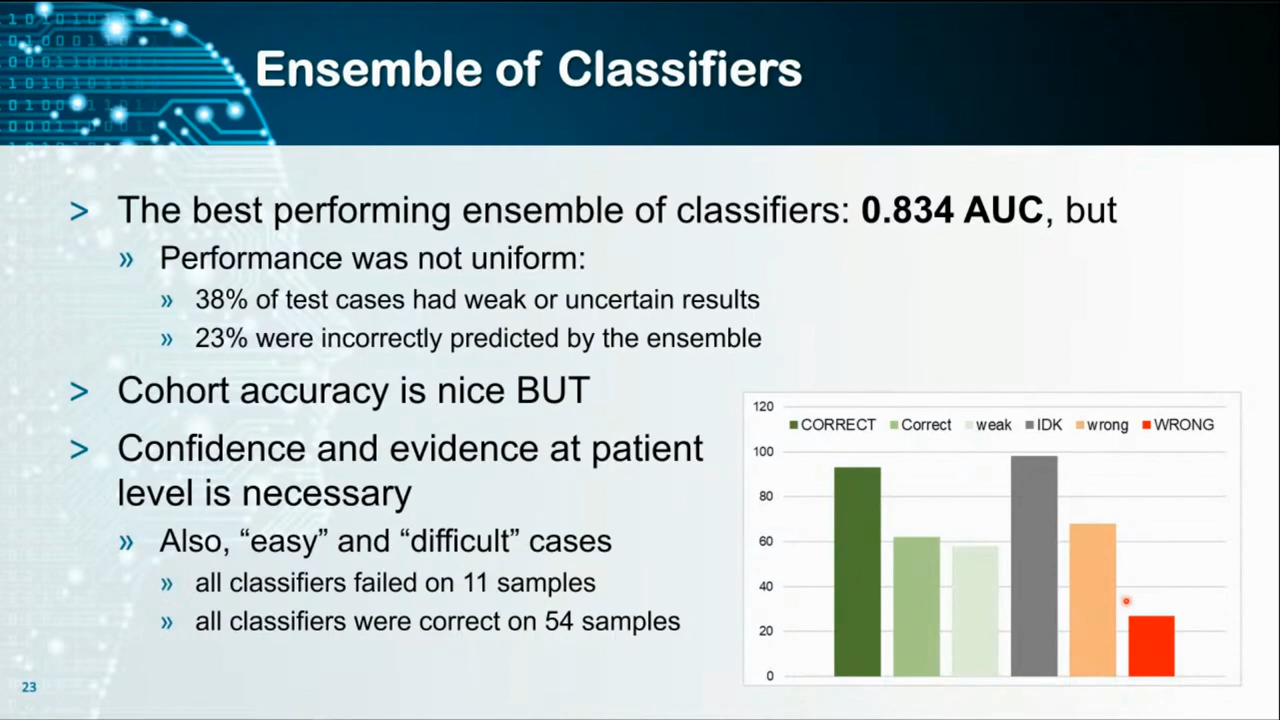 Ensemble of Classifiers
> The best performing ensemble of classifiers: 0.834 AUC, but
» Performance was not uniform:
» 38% of test cases had weak or uncertain results
» 23% were incorrectly predicted by the ensemble
> Cohort accuracy is nice BUT
> Confidence and evidence at patient
level is necessary
» Also, “easy” and “difficult” cases
» all classifiers failed on 11 samples
» all classifiers were correct on 54 samples
120
CORRECT Correct weak IDK wrong WRONG
100
80
60
40
20
0
23